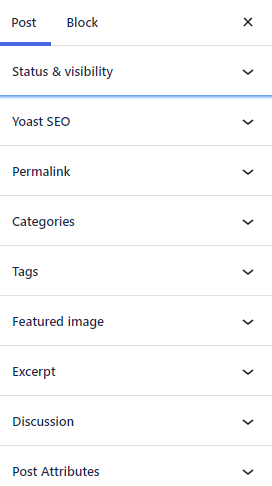 Post Block
Status & visibility
Yoast SEO
Permalink
Categories
Tags
Featured image
Excerpt
Discussion
Post Attributes